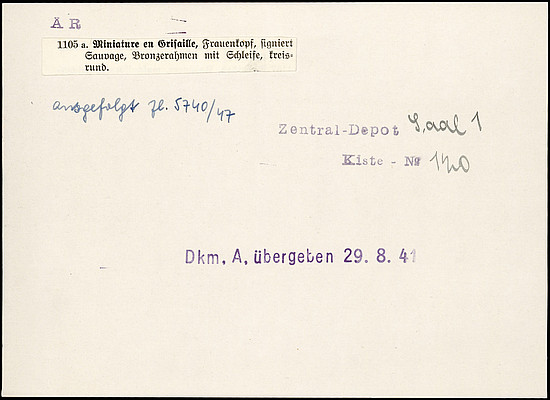 ÄR
1105 a. Miniature en Grisaille, Frauenkopf, signiert
Sauvage, Bronzerahmen mit Schleife, kreis-
rund.
ausgefolgt Zl. 5740/47
Zentral-Depot Saal 1
Kiste - No 140
Dkm. A. übergeben 29. 8. 41